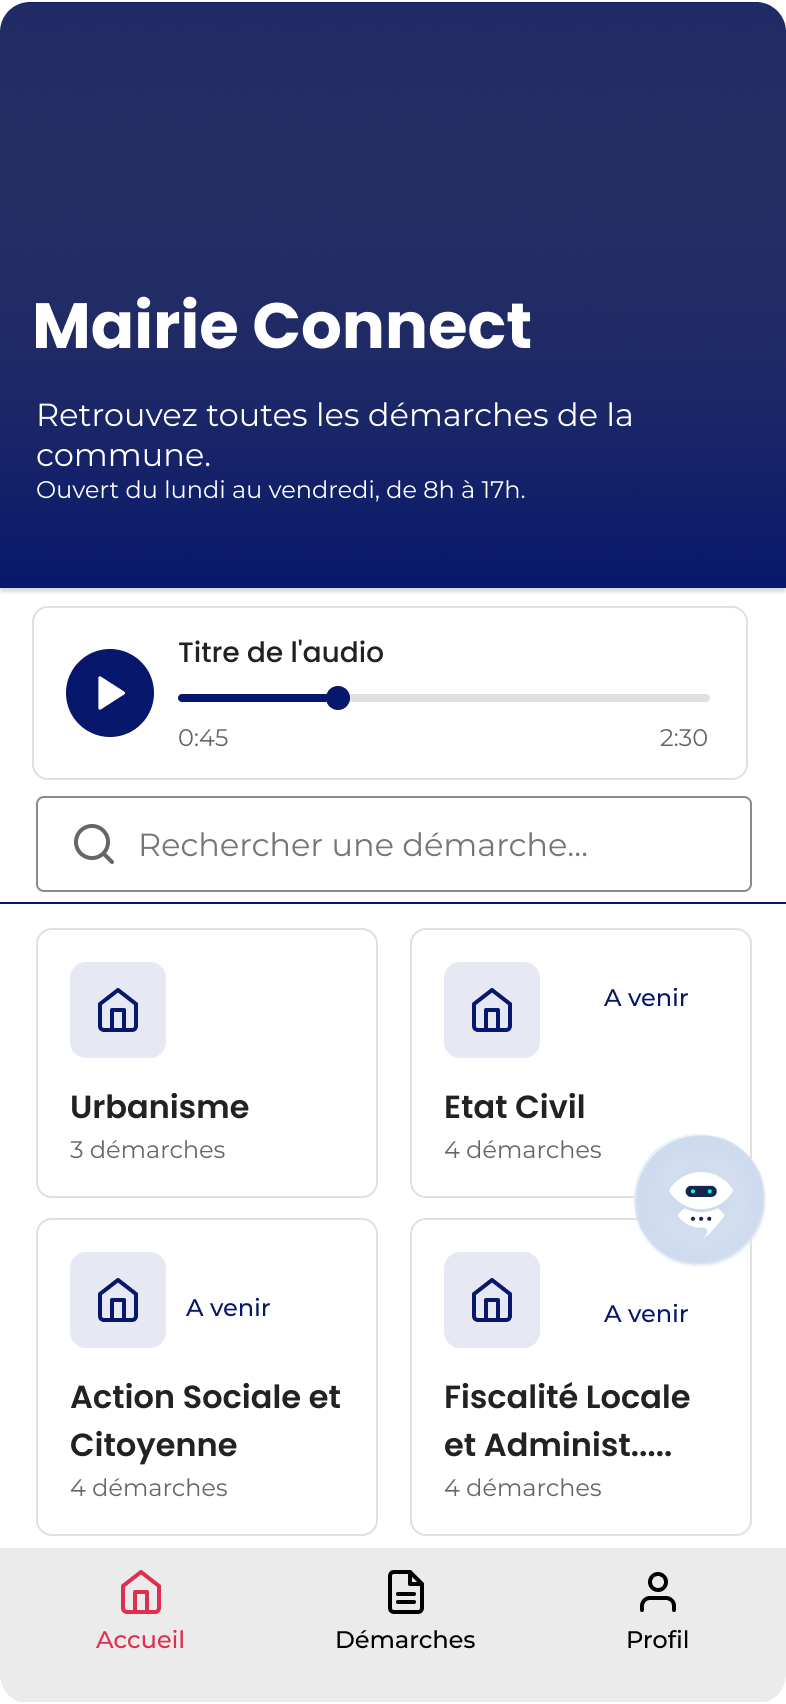 Mairie Connect
Retrouvez toutes les démarches de la
commune.
Ouvert du lundi au vendredi, de 8h à 17h.
Titre de l'audio
0:45
2:30
Rechercher une démarche...
Urbanisme
3 démarches
A venir
Etat Civil
4 démarches
A venir
Action Sociale et
Citoyenne
4 démarches
A venir
Fiscalité Locale
et Administ.....
4 démarches
Accueil
Démarches
Profil